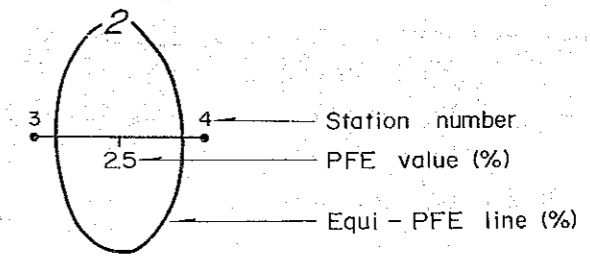 2
3 4 Station number
2.5 PFE value (%)
Equi - PFE line (%)